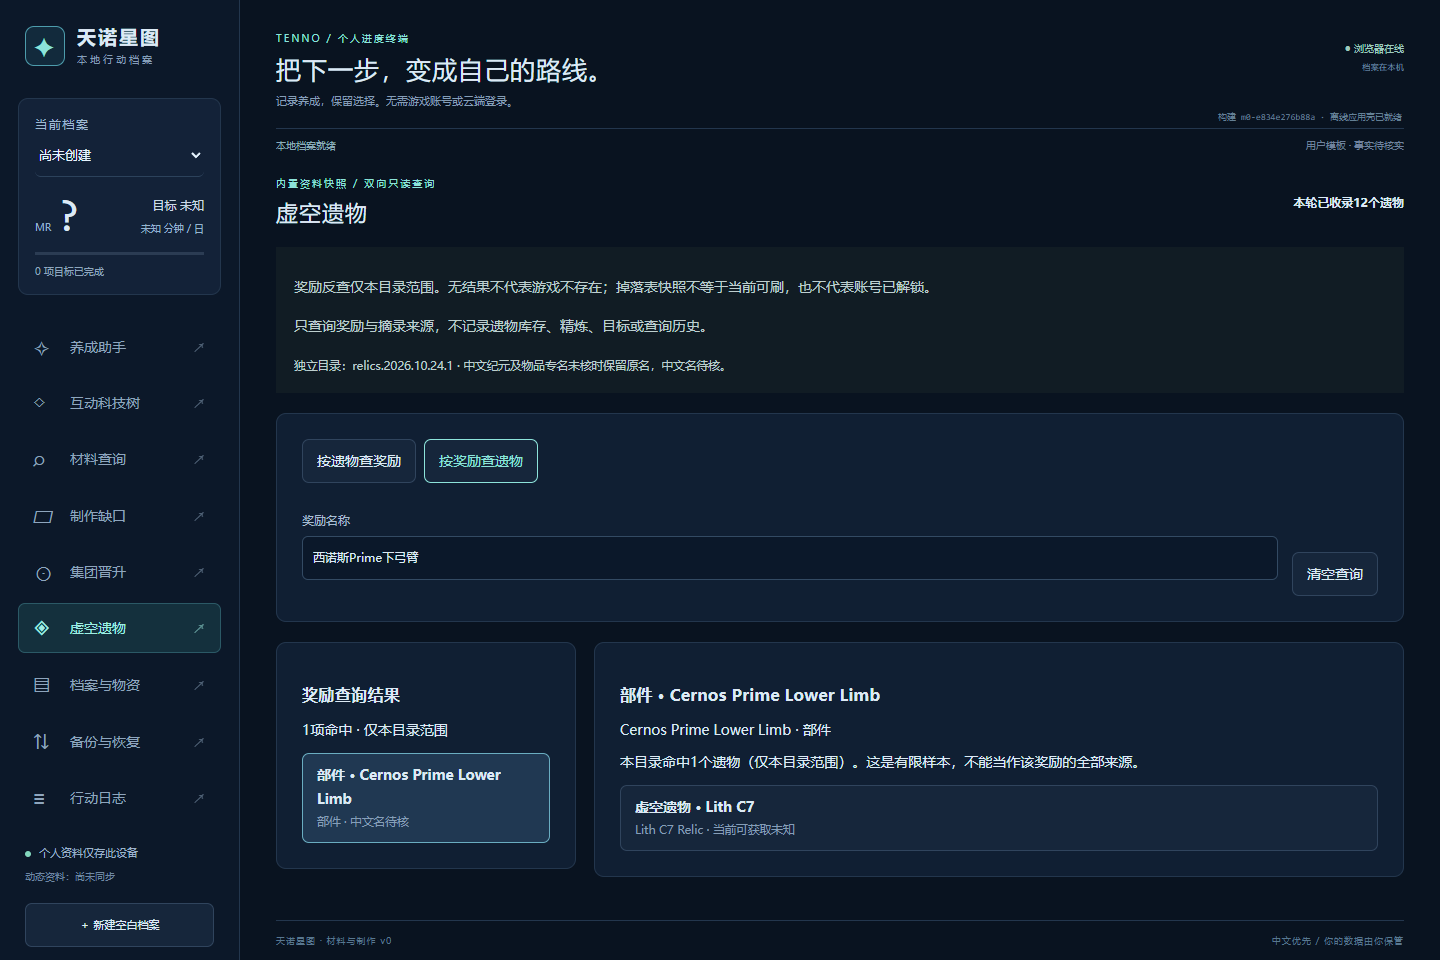 天诺星图
本地行动档案
当前档案
尚未创建
MR ?
目标 未知
未知 分钟 / 日
0 项目标已完成
养成助手
互动科技树
材料查询
制作缺口
集团晋升
虚空遗物
档案与物资
备份与恢复
行动日志
个人资料仅存此设备
动态资料：尚未同步
+ 新建空白档案
TENNO / 个人进度终端
把下一步，变成自己的路线。
记录养成，保留选择。无需游戏账号或云端登录。
浏览器在线
档案在本机
构建 m0-e834e276b88a · 离线应用壳已就绪
本地档案就绪
用户模板 · 事实待核实
内置资料快照 / 双向只读查询
虚空遗物
本轮已收录12个遗物
奖励反查仅本目录范围。无结果不代表游戏不存在；掉落表快照不等于当前可刷，也不代表账号已解锁。
只查询奖励与摘录来源，不记录遗物库存、精炼、目标或查询历史。
独立目录：relics.2026.10.24.1 · 中文纪元及物品专名未核时保留原名，中文名待核。
按遗物查奖励
按奖励查遗物
奖励名称
西诺斯Prime下弓臂
清空查询
奖励查询结果
1项命中 · 仅本目录范围
部件 • Cernos Prime Lower
Limb
部件 · 中文名待核
部件 • Cernos Prime Lower Limb
Cernos Prime Lower Limb · 部件
本目录命中1个遗物（仅本目录范围）。这是有限样本，不能当作该奖励的全部来源。
虚空遗物 • Lith C7
Lith C7 Relic · 当前可获取未知
天诺星图 · 材料与制作 v0
中文优先 / 你的数据由你保管